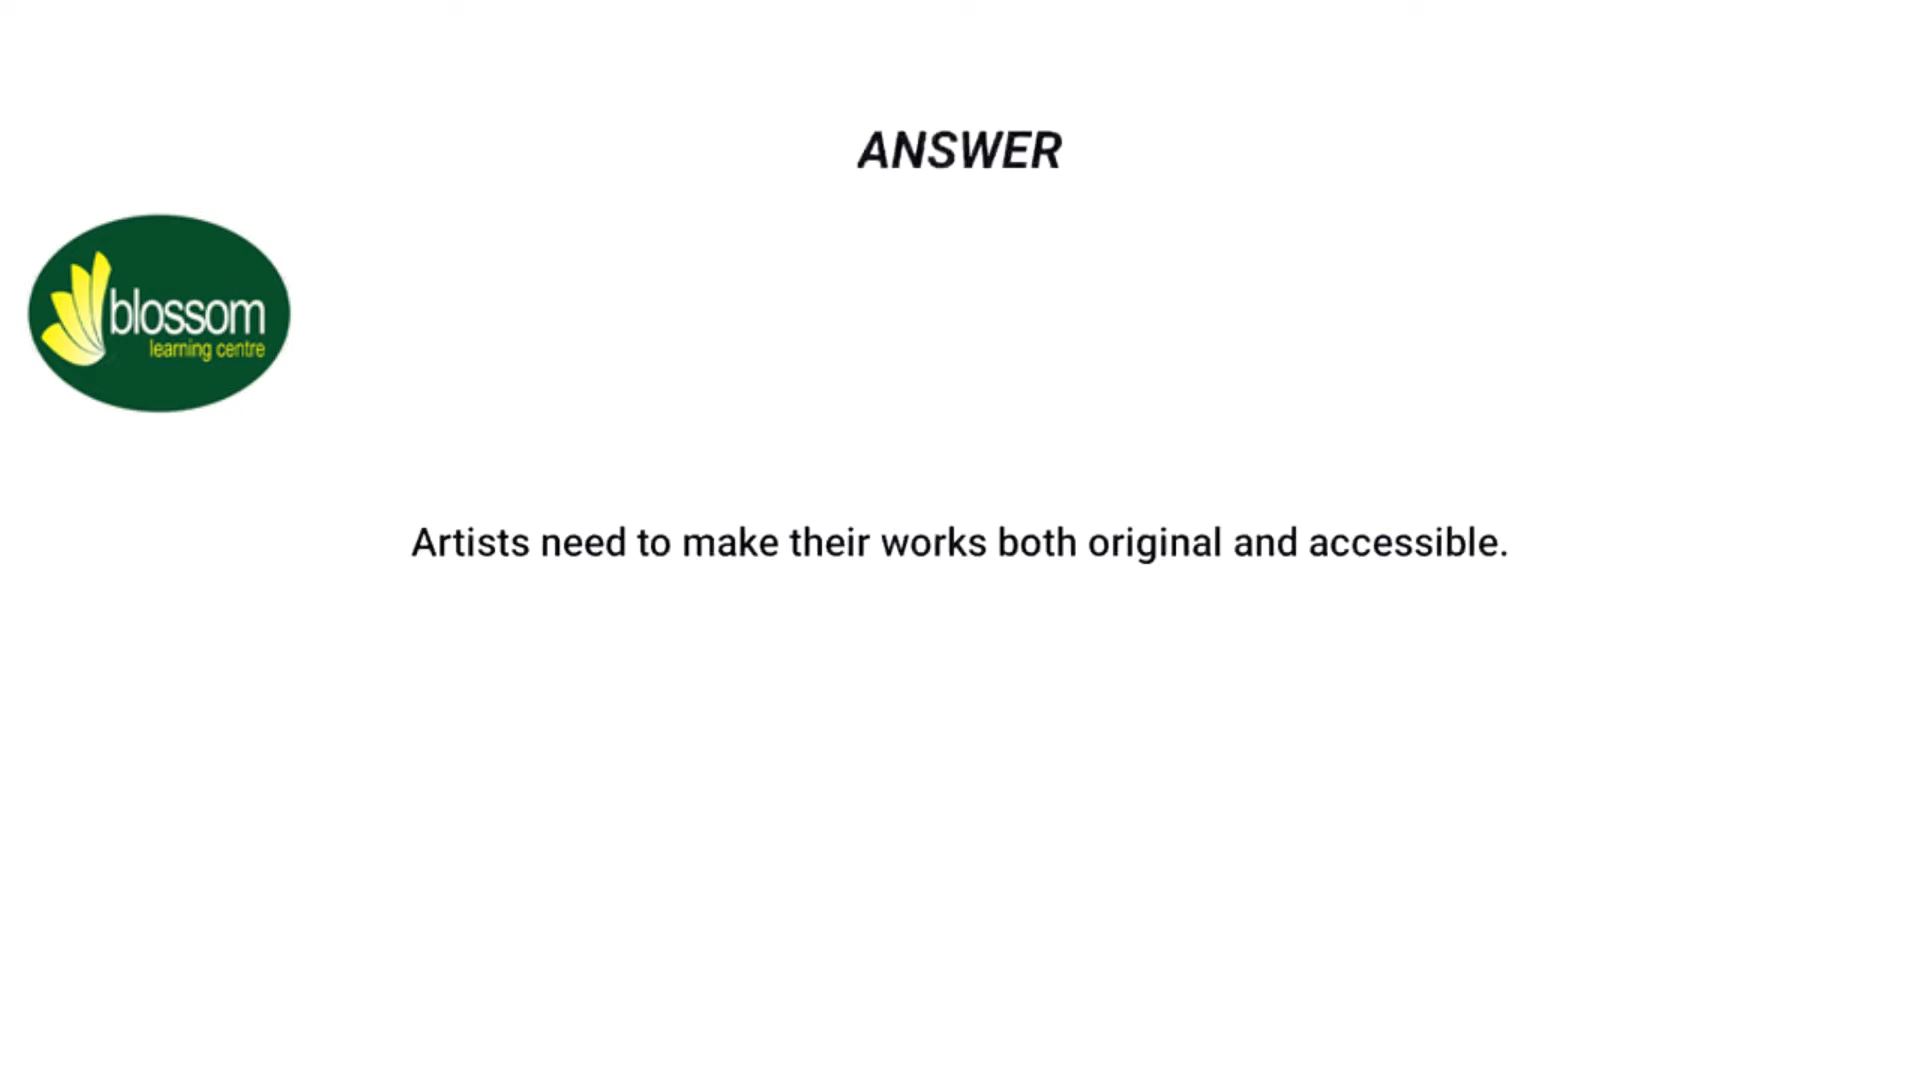 ANSWER
blossom
learning centre
Artists need to make their works both original and accessible.